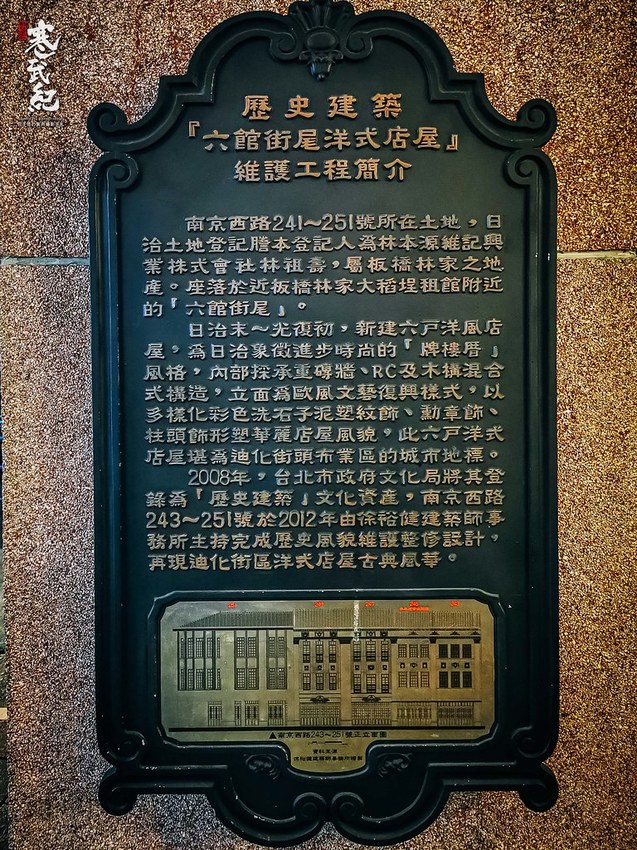 寒武紀
歷史建築
『六館街尾洋式店屋』
維護工程簡介
南京西路241～251號所在土地，日
治土地登記謄本登記人為林本源維記興
業株式會社林祖壽，屬板橋林家之地
產。座落於近板橋林家大稻埕租館附近
的『六館街尾』。
日治末～光復初，新建六戶洋風店
屋，為日治象徵進步時尚的『牌樓厝』
風格，內部採承重磚牆、RC及木構混合
式構造，立面為歐風文藝復興樣式，以
多樣化彩色洗石子泥塑紋飾、勳章飾、
柱頭飾形塑華麗店屋風貌，此六戶洋式
店屋堪為迪化街頭布業區的城市地標。
2008年，台北市政府文化局將其登
錄為『歷史建築』文化資產，南京西路
243～251號於2012年由徐裕健建築師事
務所主持完成歷史風貌維護整修設計，
再現迪化街區洋式店屋古典風華。
▲南京西路243～251號正立面圖
資料來源